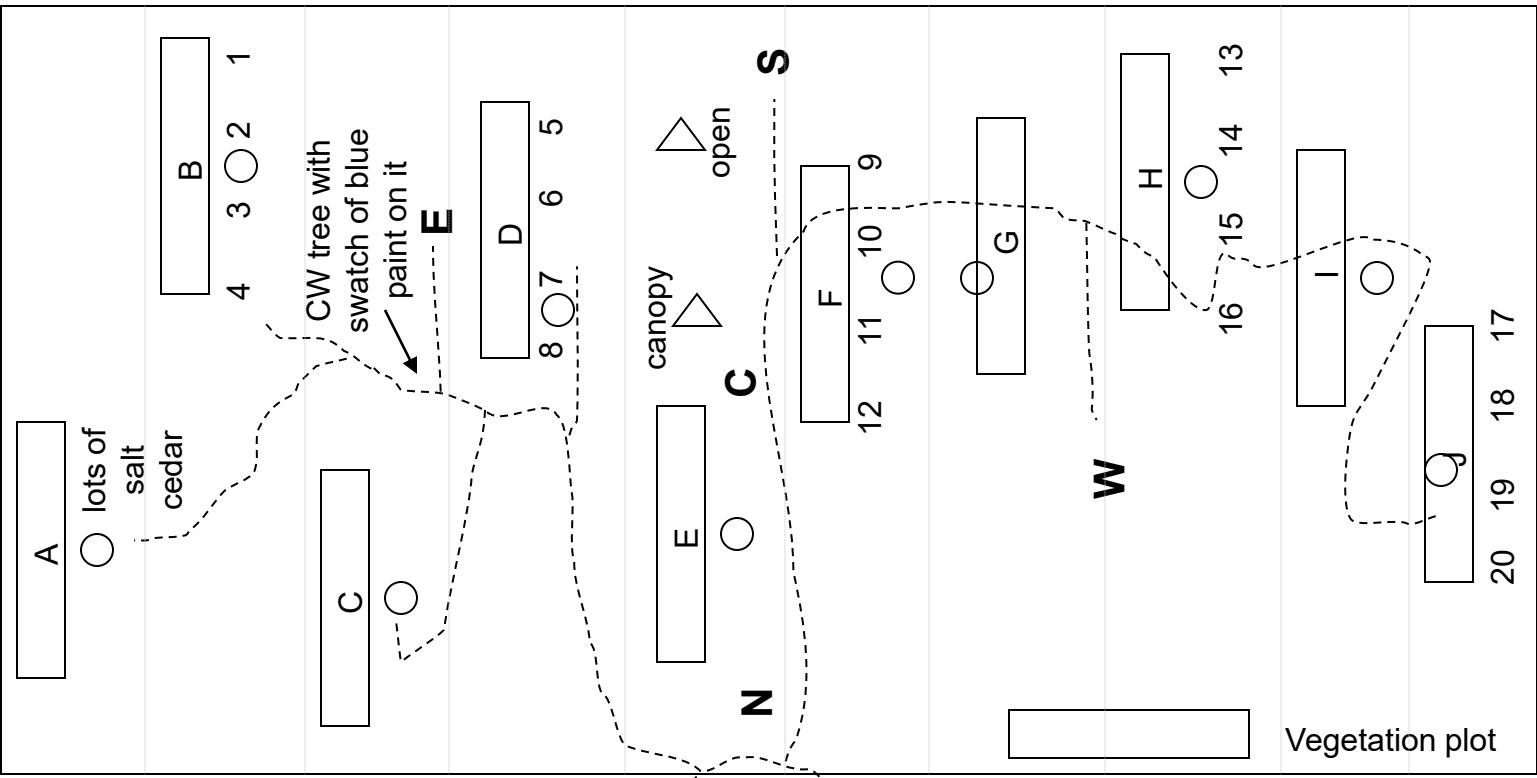 A
lots of
salt
cedar
B
1
2
3
4
C
CW tree with
swatch of blue
paint on it
E
D
5
6
7
8
E
canopy
open
C
S
N
F
9
10
11
12
G
W
H
13
14
15
16
I
J
17
18
19
20
Vegetation plot